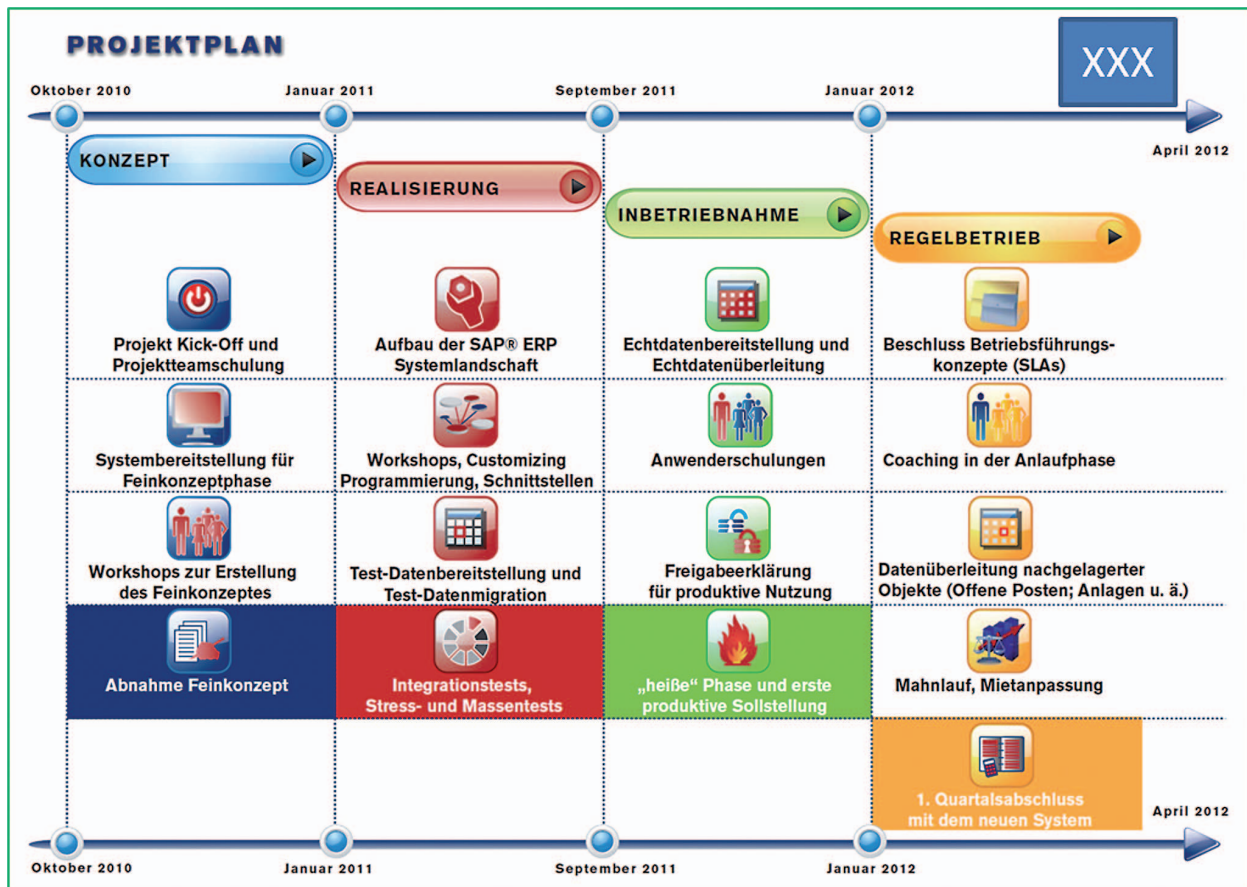 PROJEKTPLAN
XXX
Oktober 2010
Januar 2011
September 2011
Januar 2012
April 2012
KONZEPT
REALISIERUNG
INBETRIEBNAHME
REGELBETRIEB
Projekt Kick-Off und
Projektteamschulung
Aufbau der SAP® ERP
Systemlandschaft
Echtdatenbereitstellung und
Echtdatenüberleitung
Beschluss Betriebsführungs-
konzepte (SLAs)
Systembereitstellung für
Feinkonzeptphase
Workshops, Customizing
Programmierung, Schnittstellen
Anwenderschulungen
Coaching in der Anlaufphase
Workshops zur Erstellung
des Feinkonzeptes
Test-Datenbereitstellung und
Test-Datenmigration
Freigabeerklärung
für produktive Nutzung
Datenüberleitung nachgelagerter
Objekte (Offene Posten; Anlagen u. ä.)
Abnahme Feinkonzept
Integrationstests,
Stress- und Massentests
„heiße“ Phase und erste
produktive Sollstellung
Mahnlauf, Mietanpassung
1. Quartalsabschluss
mit dem neuen System
April 2012
Oktober 2010
Januar 2011
September 2011
Januar 2012